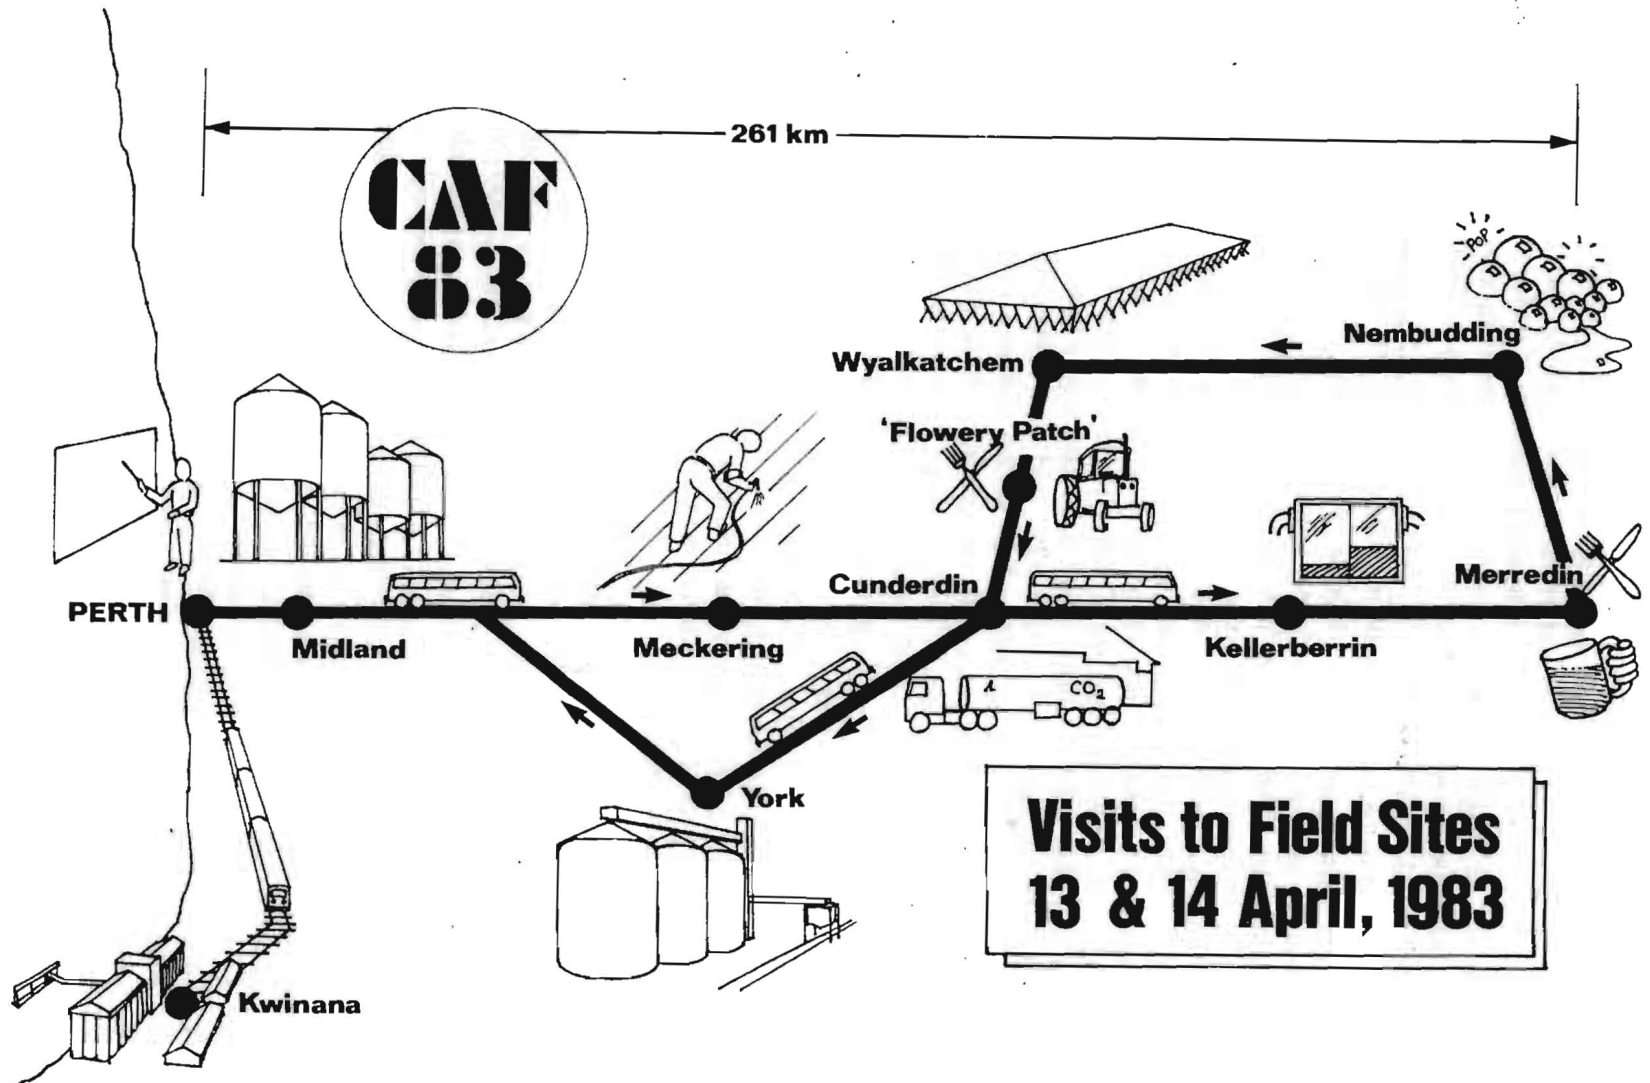 261 km
CAF
83
POP
Nembudding
Wyalkatchem
'Flowery Patch'
Merredin
Cunderdin
PERTH
Midland
Meckering
Kellerberrin
CO₂
York
Visits to Field Sites
13 & 14 April, 1983
Kwinana